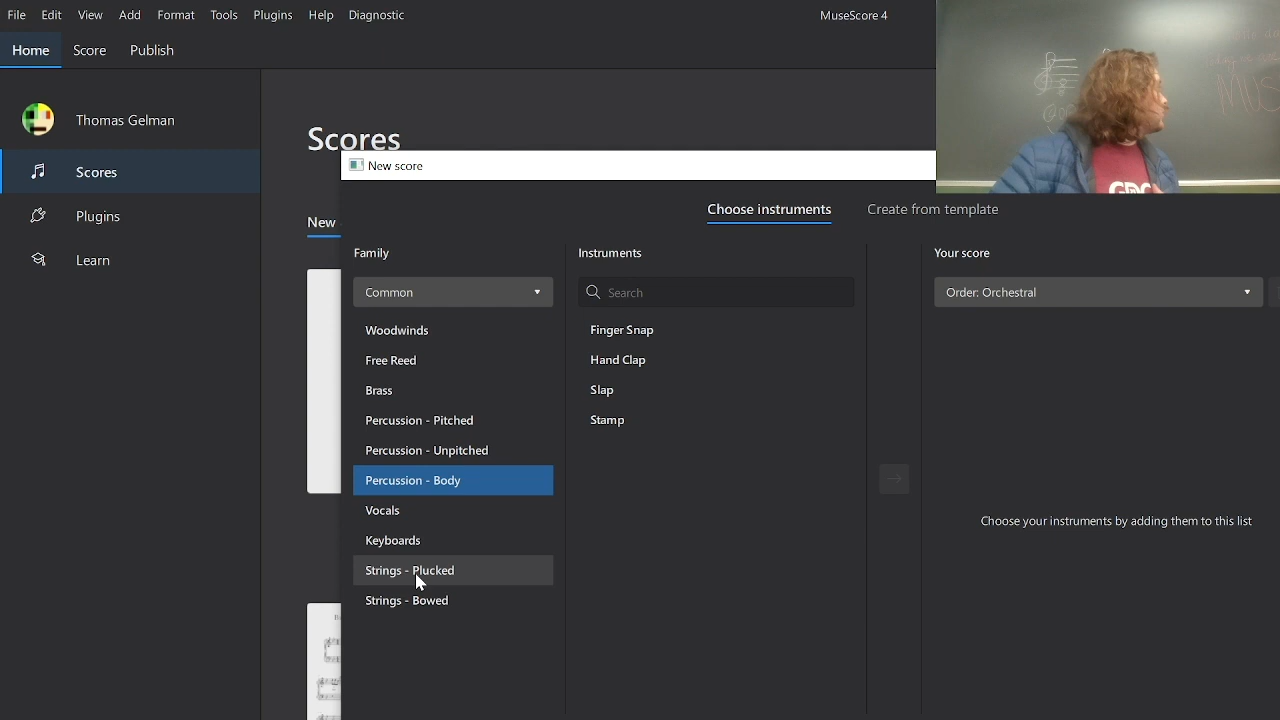 File Edit View Add Format Tools Plugins Help Diagnostic
MuseScore 4
Home Score Publish
Thomas Gelman
Scores
Plugins
Learn
Scores
New
New score
Choose instruments Create from template
Family
Common
Woodwinds
Free Reed
Brass
Percussion - Pitched
Percussion - Unpitched
Percussion - Body
Vocals
Keyboards
Strings - Plucked
Strings - Bowed
Instruments
Search
Finger Snap
Hand Clap
Slap
Stamp
Your score
Order: Orchestral
Choose your instruments by adding them to this list
MUS